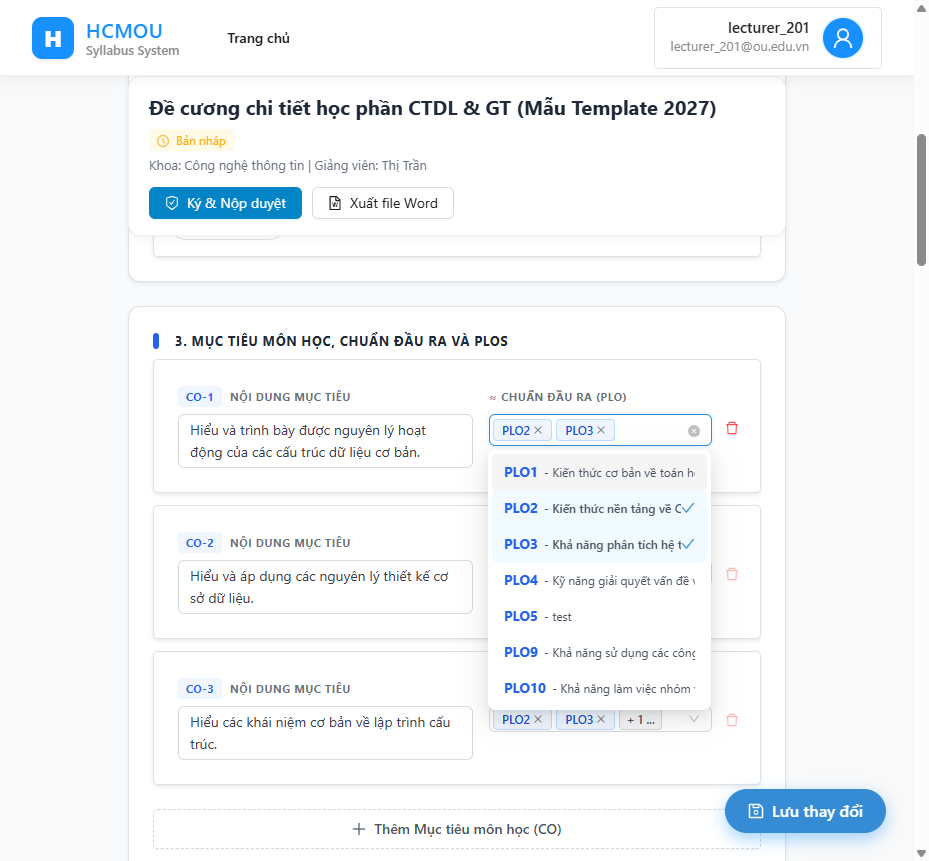 H
HCMOU
Syllabus System
Trang chủ
lecturer_201
lecturer_201@ou.edu.vn
Đề cương chi tiết học phần CTDL & GT (Mẫu Template 2027)
Bản nháp
Khoa: Công nghệ thông tin | Giảng viên: Thị Trần
Ký & Nộp duyệt
Xuất file Word
3. MỤC TIÊU MÔN HỌC, CHUẨN ĐẦU RA VÀ PLOS
CO-1 NỘI DUNG MỤC TIÊU
≈ CHUẨN ĐẦU RA (PLO)
Hiểu và trình bày được nguyên lý hoạt
động của các cấu trúc dữ liệu cơ bản.
PLO2 PLO3
PLO1 - Kiến thức cơ bản về toán
PLO2 - Kiến thức nền tảng về
PLO3 - Khả năng phân tích hệ
PLO4 - Kỹ năng giải quyết vấn đề
PLO5 - test
PLO9 - Khả năng sử dụng các
PLO10 - Khả năng làm việc nhóm
CO-2 NỘI DUNG MỤC TIÊU
Hiểu và áp dụng các nguyên lý thiết kế cơ
sở dữ liệu.
CO-3 NỘI DUNG MỤC TIÊU
Hiểu các khái niệm cơ bản về lập trình cấu
trúc.
PLO2 PLO3 + 1 ...
Thêm Mục tiêu môn học (CO)
Lưu thay đổi